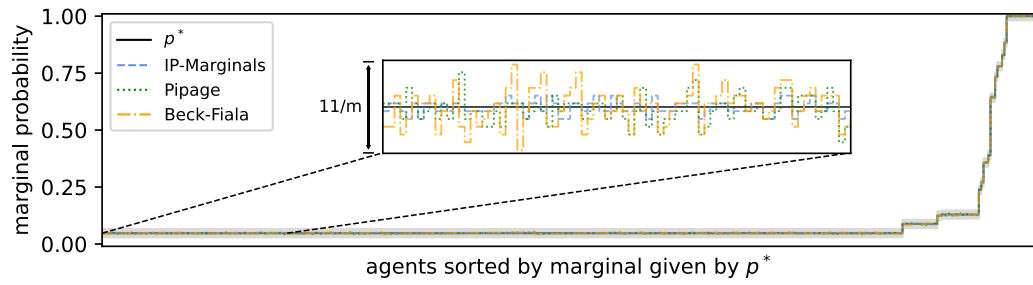 1.00
0.75
0.50
0.25
0.00
marginal probability
p*
IP-Marginals
Pipage
Beck-Fiala
11/m
agents sorted by marginal given by p*